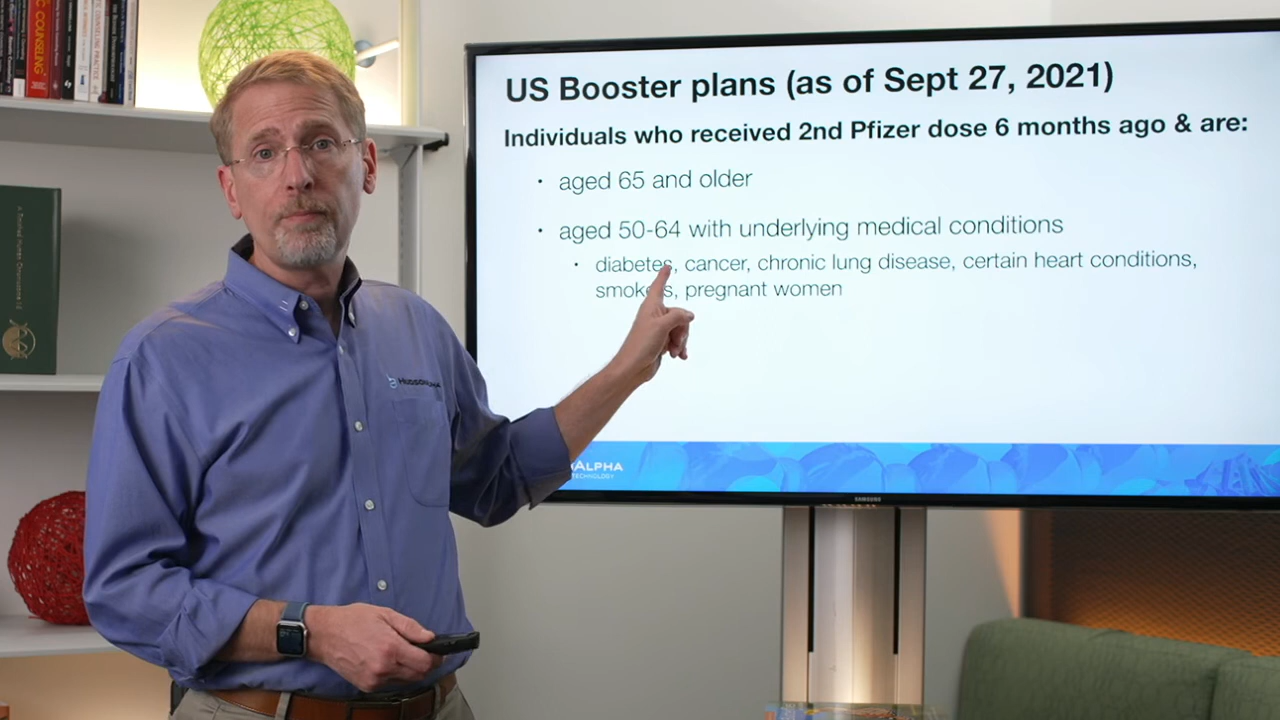 US Booster plans (as of Sept 27, 2021)
Individuals who received 2nd Pfizer dose 6 months ago & are:
• aged 65 and older
• aged 50-64 with underlying medical conditions
• diabetes, cancer, chronic lung disease, certain heart conditions,
smokers, pregnant women
ALPHA
TECHNOLOGY
SAMSUNG
COUNSELING